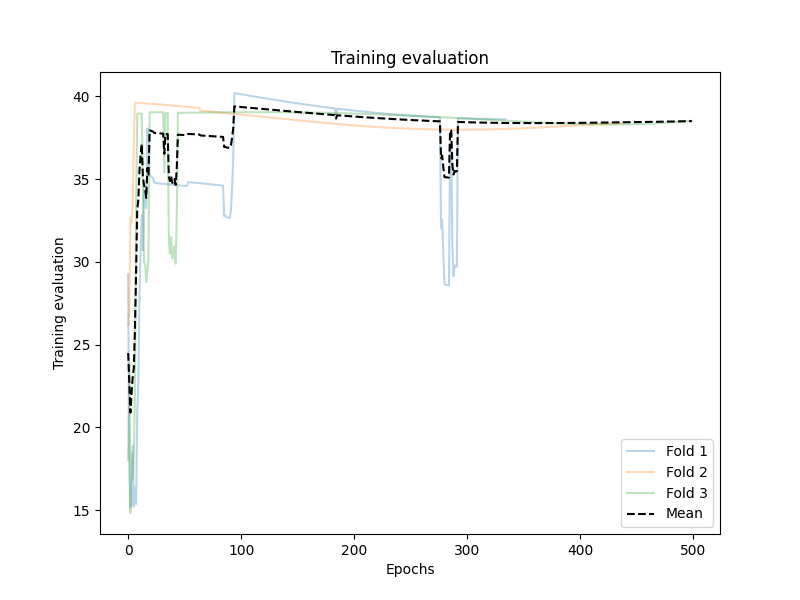 Training evaluation
Training evaluation
40
35
30
25
20
15
0 100 200 300 400 500
Epochs
Fold 1
Fold 2
Fold 3
Mean